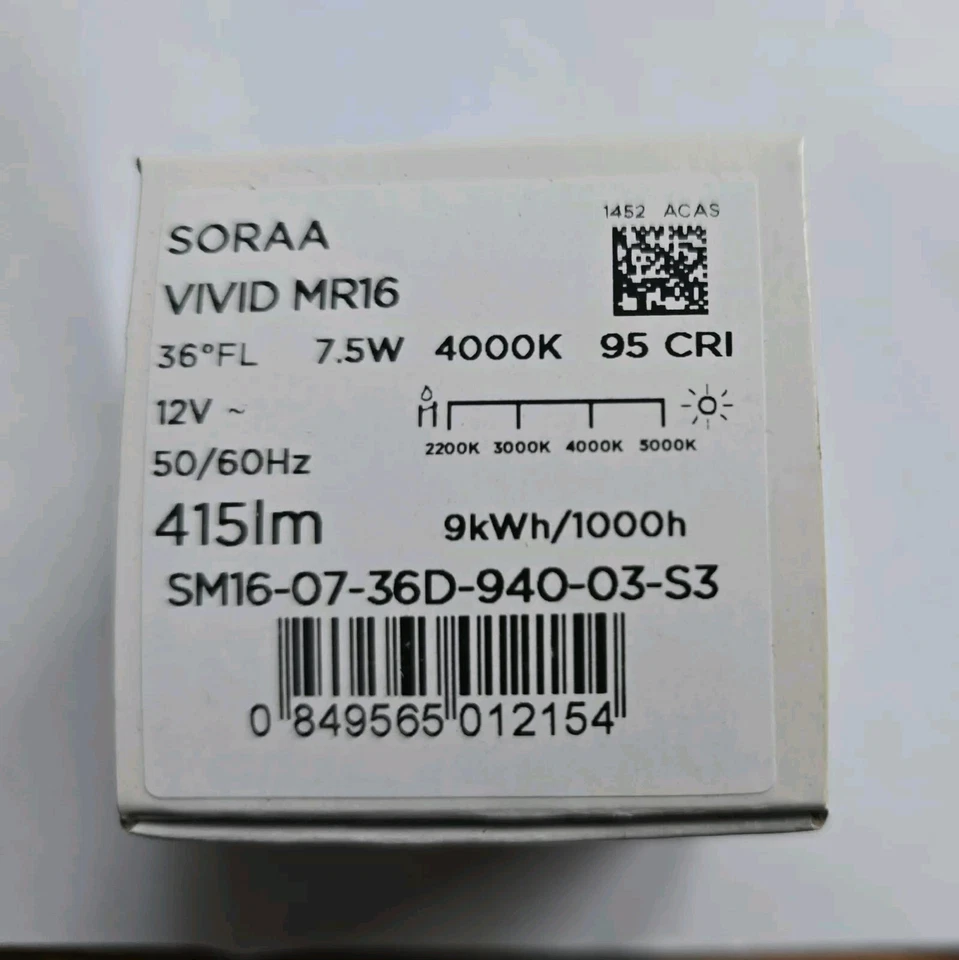 SORAA
1452 ACAS
VIVID MR16
36°FL 7.5W 4000K 95 CRI
12V ~
2200K 3000K 4000K 5000K
50/60Hz
415lm 9kWh/1000h
SM16-07-36D-940-03-S3
0 849565 012154